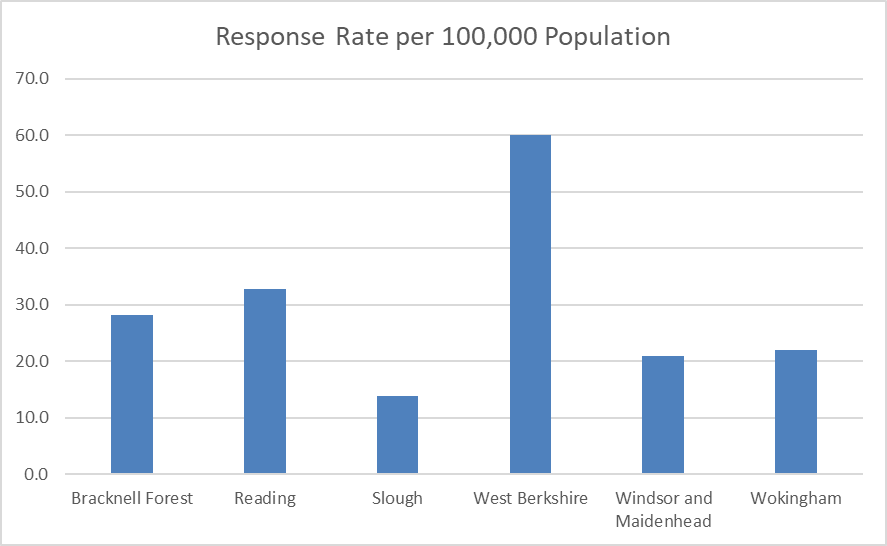 Response Rate per 100,000 Population
70.0
60.0
50.0
40.0
30.0
20.0
10.0
0.0
Bracknell Forest
Reading
Slough
West Berkshire
Windsor and
Maidenhead
Wokingham